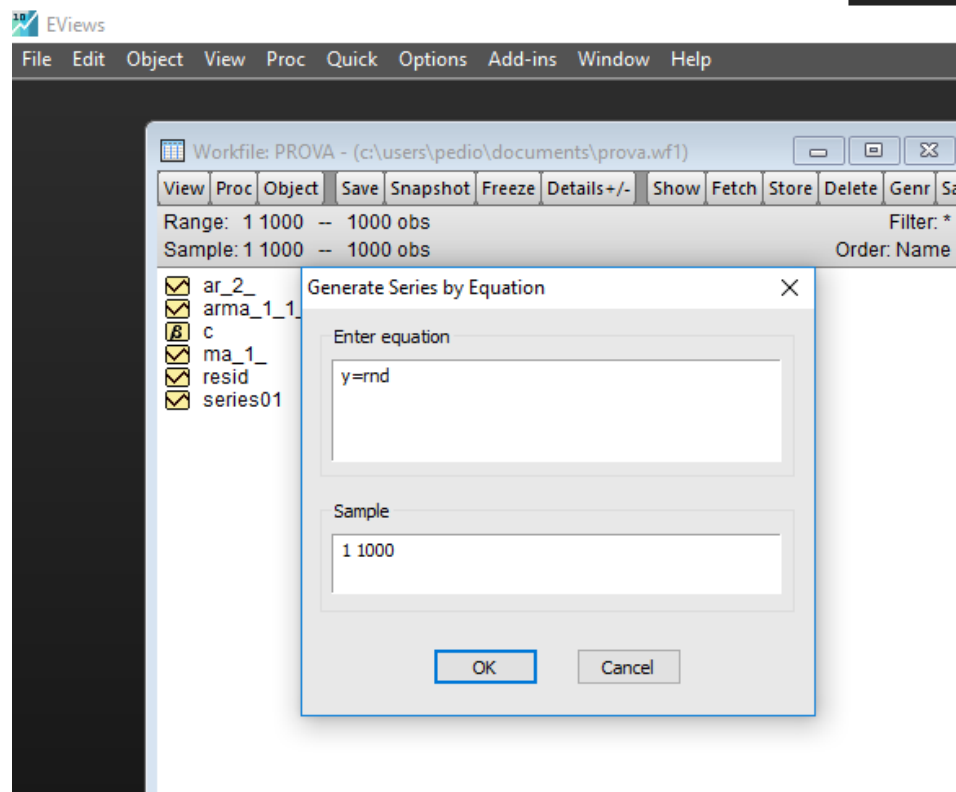 10 EViews
File Edit Object View Proc Quick Options Add-ins Window Help
Workfile: PROVA - (c:\users\pedio\documents\prova.wf1)
View Proc Object Save Snapshot Freeze Details+/- Show Fetch Store Delete Genr Sa
Range: 1 1000 -- 1000 obs Filter: *
Sample: 1 1000 -- 1000 obs Order: Name
ar_2_
arma_1_1_
β c
ma_1_
resid
series01
Generate Series by Equation
Enter equation
y=rnd
Sample
1 1000
OK Cancel